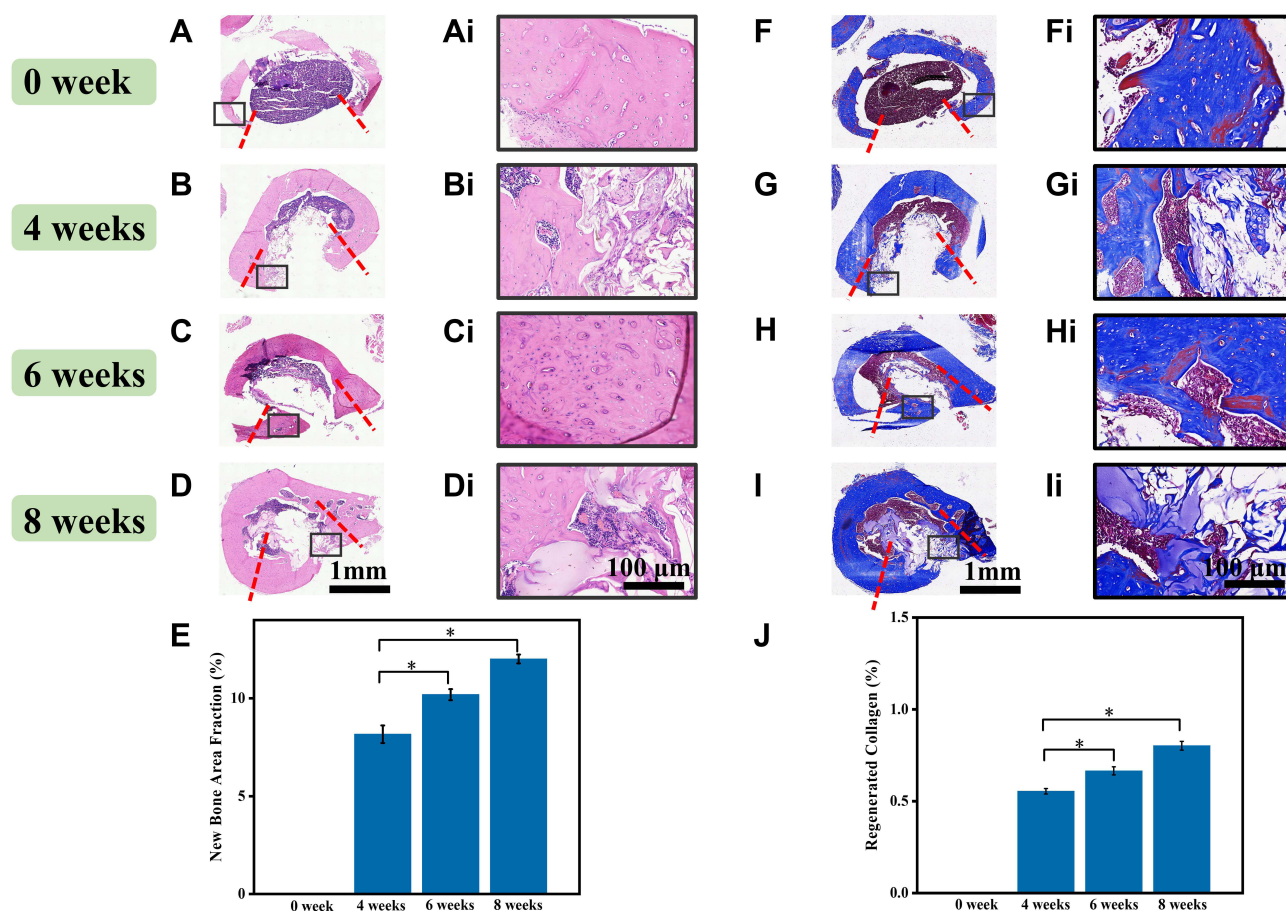 A
Ai
F
Fi
0 week
B
Bi
G
Gi
4 weeks
C
Ci
H
Hi
6 weeks
D
Di
I
Ii
8 weeks
1mm
100 µm
1mm
100 µm
E
New Bone Area Fraction (%)
10
5
0
*
*
0 week 4 weeks 6 weeks 8 weeks
J
Regenerated Collagen (%)
1.5
1.0
0.5
0.0
*
*
0 week 4 weeks 6 weeks 8 weeks